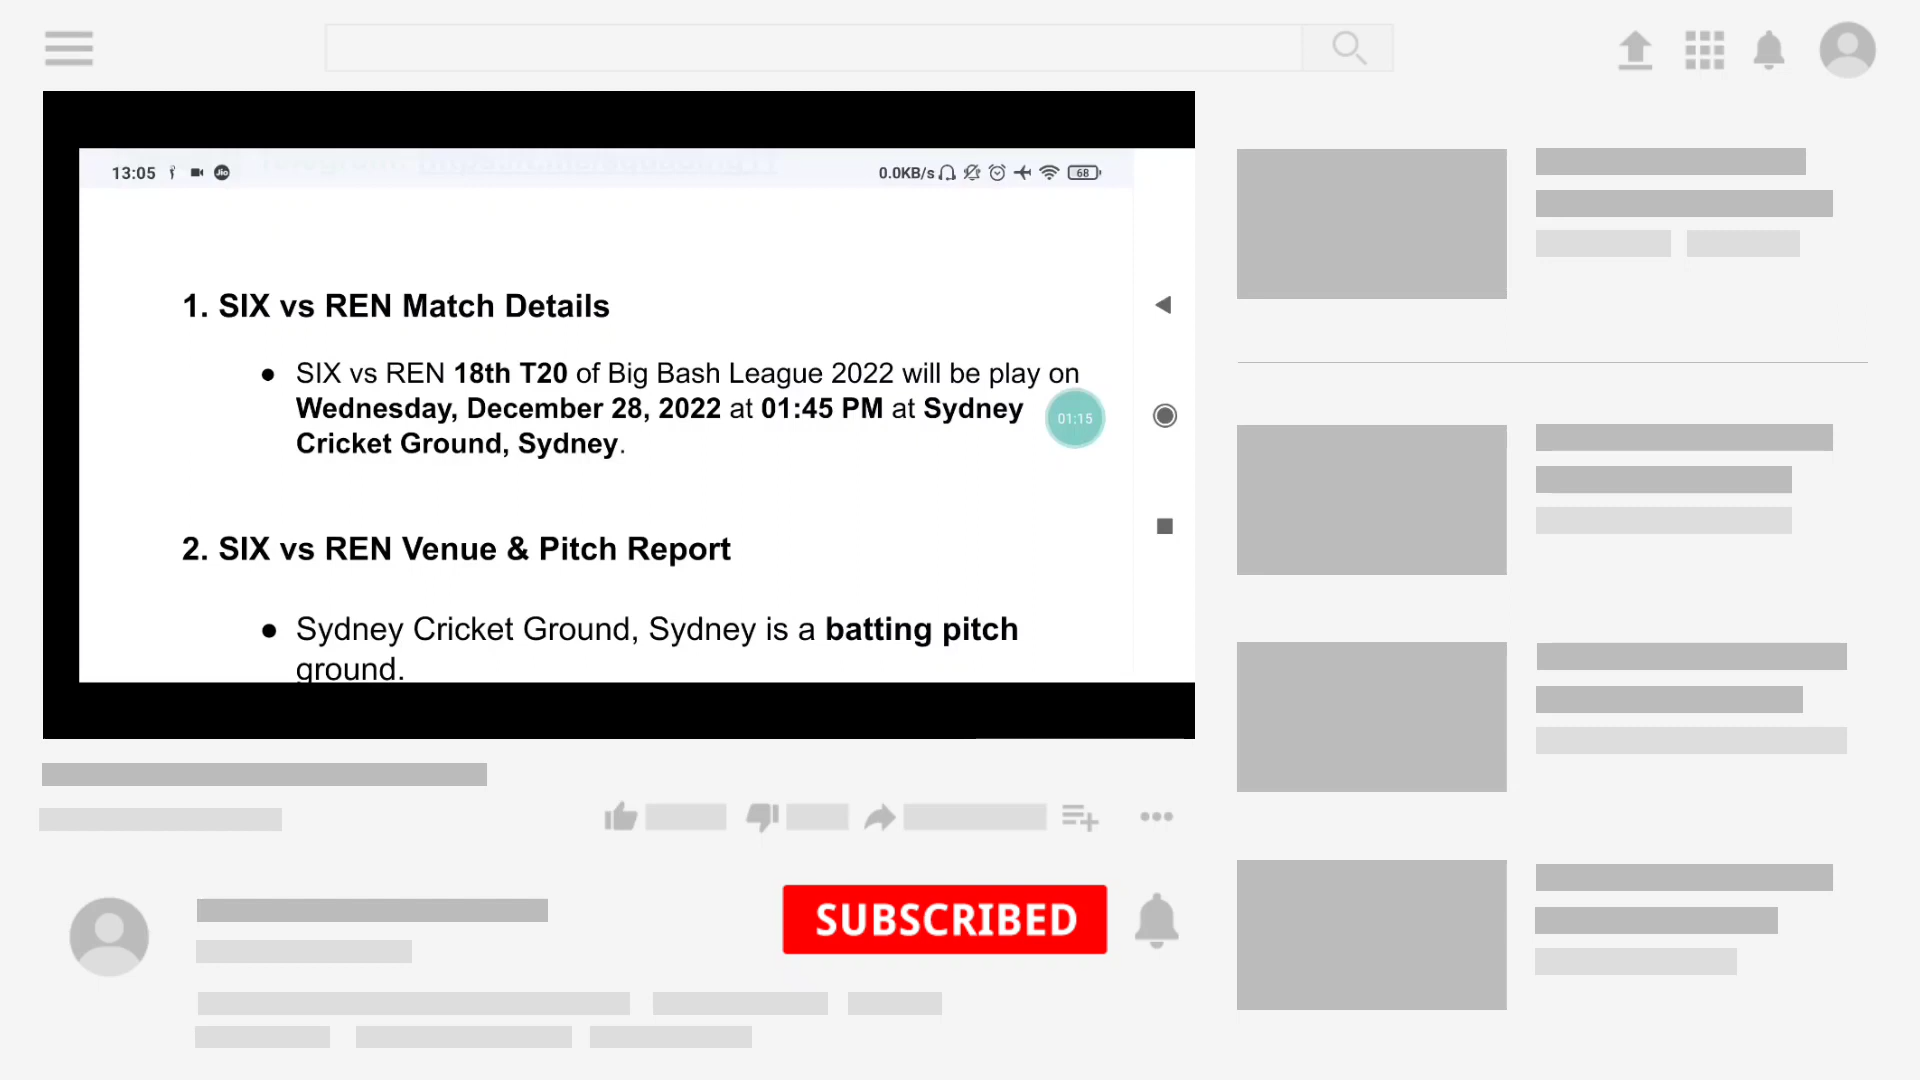 13:05
Jio
0.0KB/s
68
1. SIX vs REN Match Details
● SIX vs REN 18th T20 of Big Bash League 2022 will be play on
Wednesday, December 28, 2022 at 01:45 PM at Sydney
Cricket Ground, Sydney.
01:15
2. SIX vs REN Venue & Pitch Report
● Sydney Cricket Ground, Sydney is a batting pitch
ground.
SUBSCRIBED